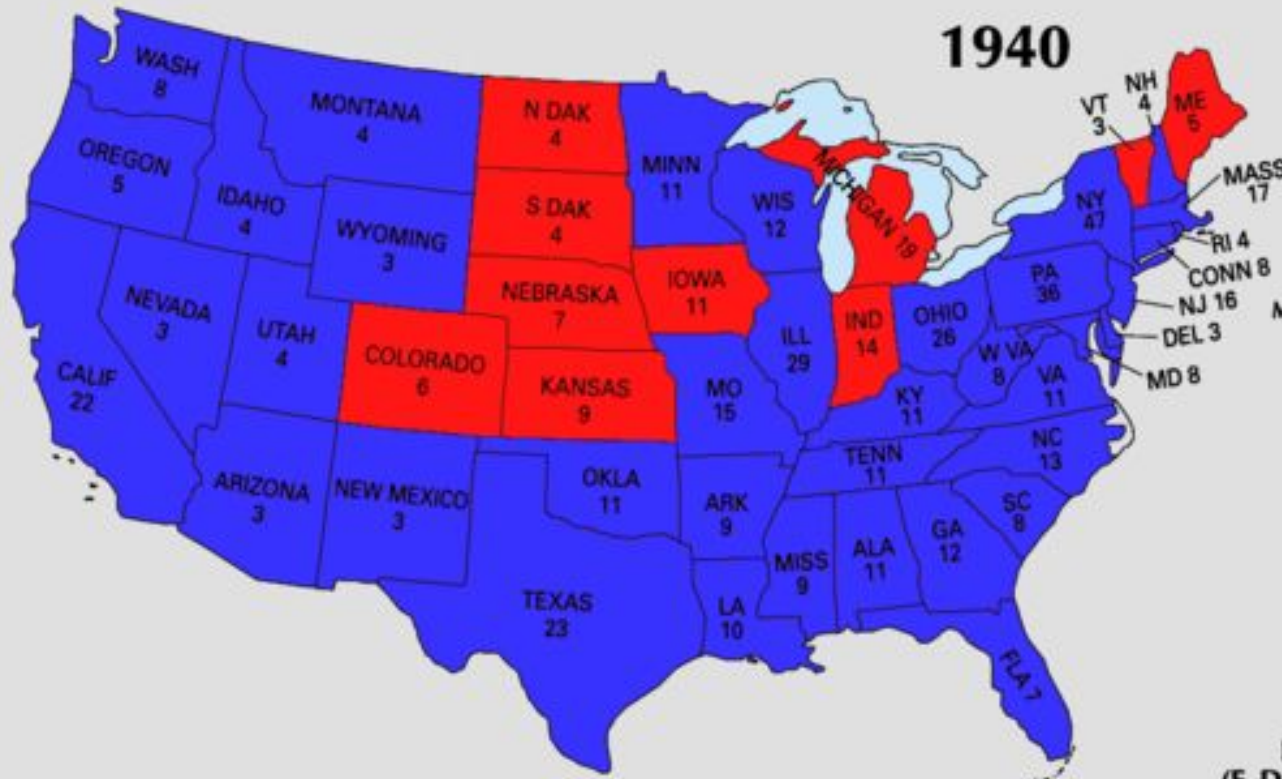 1940
WASH
8
OREGON
5
CALIF
22
NEVADA
3
IDAHO
4
MONTANA
4
WYOMING
3
UTAH
4
COLORADO
6
ARIZONA
3
NEW MEXICO
3
N DAK
4
S DAK
4
NEBRASKA
7
KANSAS
9
OKLA
11
TEXAS
23
MINN
11
IOWA
11
MO
15
ARK
9
LA
10
WIS
12
ILL
29
MICHIGAN 19
IND
14
OHIO
26
KY
11
TENN
11
MISS
9
ALA
11
GA
12
FLA 7
SC
8
NC
13
VA
11
W VA
8
PA
36
NY
47
VT
3
NH
4
ME
5
MASS
17
RI 4
CONN 8
NJ 16
DEL 3
MD 8